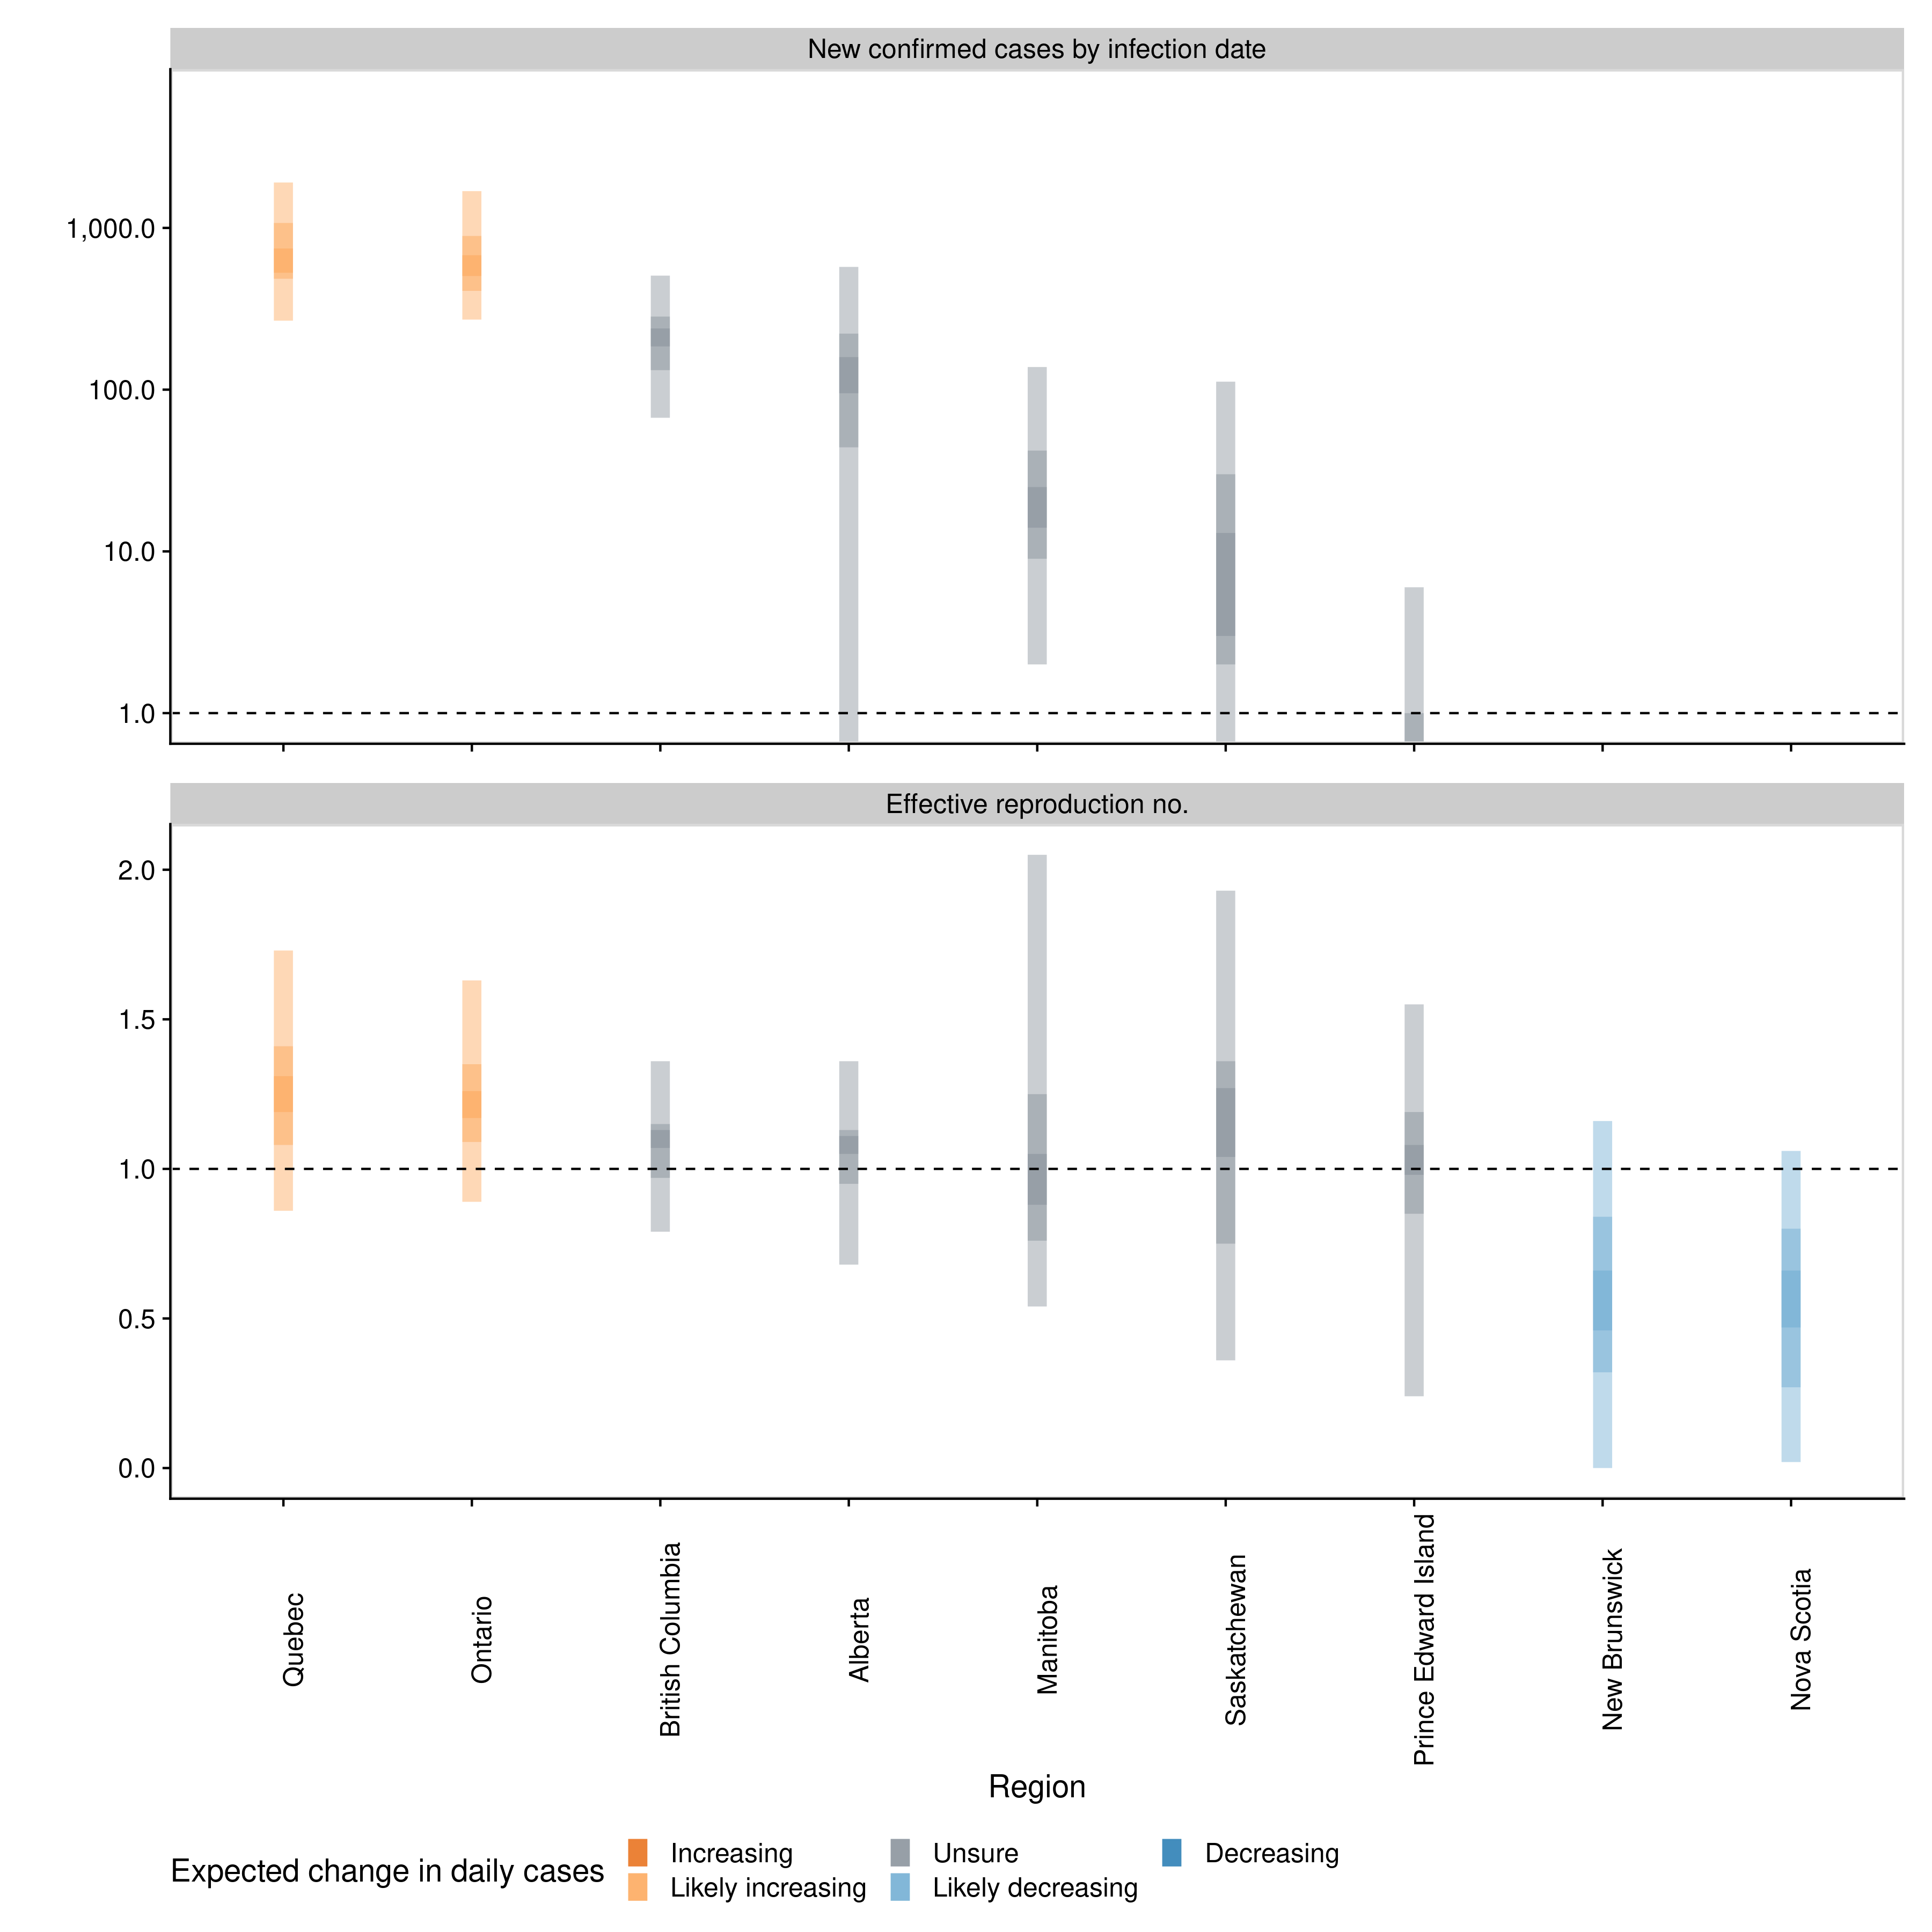 New confirmed cases by infection date
1,000.0
100.0
10.0
1.0
Effective reproduction no.
2.0
1.5
1.0
0.5
0.0
Quebec
Ontario
British Columbia
Alberta
Manitoba
Saskatchewan
Prince Edward Island
New Brunswick
Nova Scotia
Region
Expected change in daily cases
Increasing
Likely increasing
Unsure
Likely decreasing
Decreasing